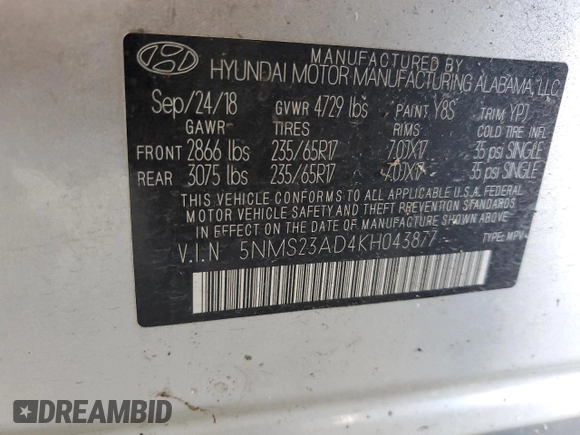 MANUFACTURED BY
HYUNDAI MOTOR MANUFACTURING ALABAMA, LLC
Sep/24/18 GVWR 4729 lbs PAINT Y8S TRIM YPJ
GAWR TIRES RIMS COLD TIRE INFL
FRONT 2866 lbs 235/65R17 7.0JX17 35 psi SINGLE
REAR 3075 lbs 235/65R17 7.0JX17 35 psi SINGLE
THIS VEHICLE CONFORMS TO ALL APPLICABLE U.S.A. FEDERAL
MOTOR VEHICLE SAFETY AND THEFT PREVENTION STANDARDS
IN EFFECT ON THE DATE OF MANUFACTURE SHOWN ABOVE.
V.I.N 5NMS23AD4KH043877 TYPE: MPV
DREAMBID